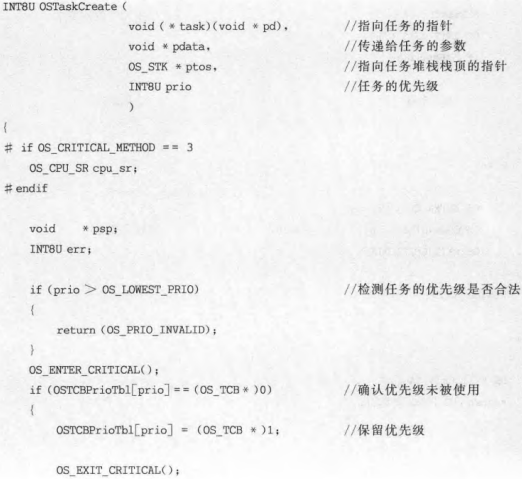 INT8U OSTaskCreate (
void ( * task)(void * pd), //指向任务的指针
void * pdata, //传递给任务的参数
OS_STK * ptos, //指向任务堆栈栈顶的指针
INT8U prio //任务的优先级
)
{
# if OS_CRITICAL_METHOD == 3
OS_CPU_SR cpu_sr;
# endif
void * psp;
INT8U err;
if (prio > OS_LOWEST_PRIO) //检测任务的优先级是否合法
{
return (OS_PRIO_INVALID);
}
OS_ENTER_CRITICAL();
if (OSTCBPrioTbl[prio] == (OS_TCB * )0) //确认优先级未被使用
{
OSTCBPrioTbl[prio] = (OS_TCB * )1; //保留优先级
OS_EXIT_CRITICAL();